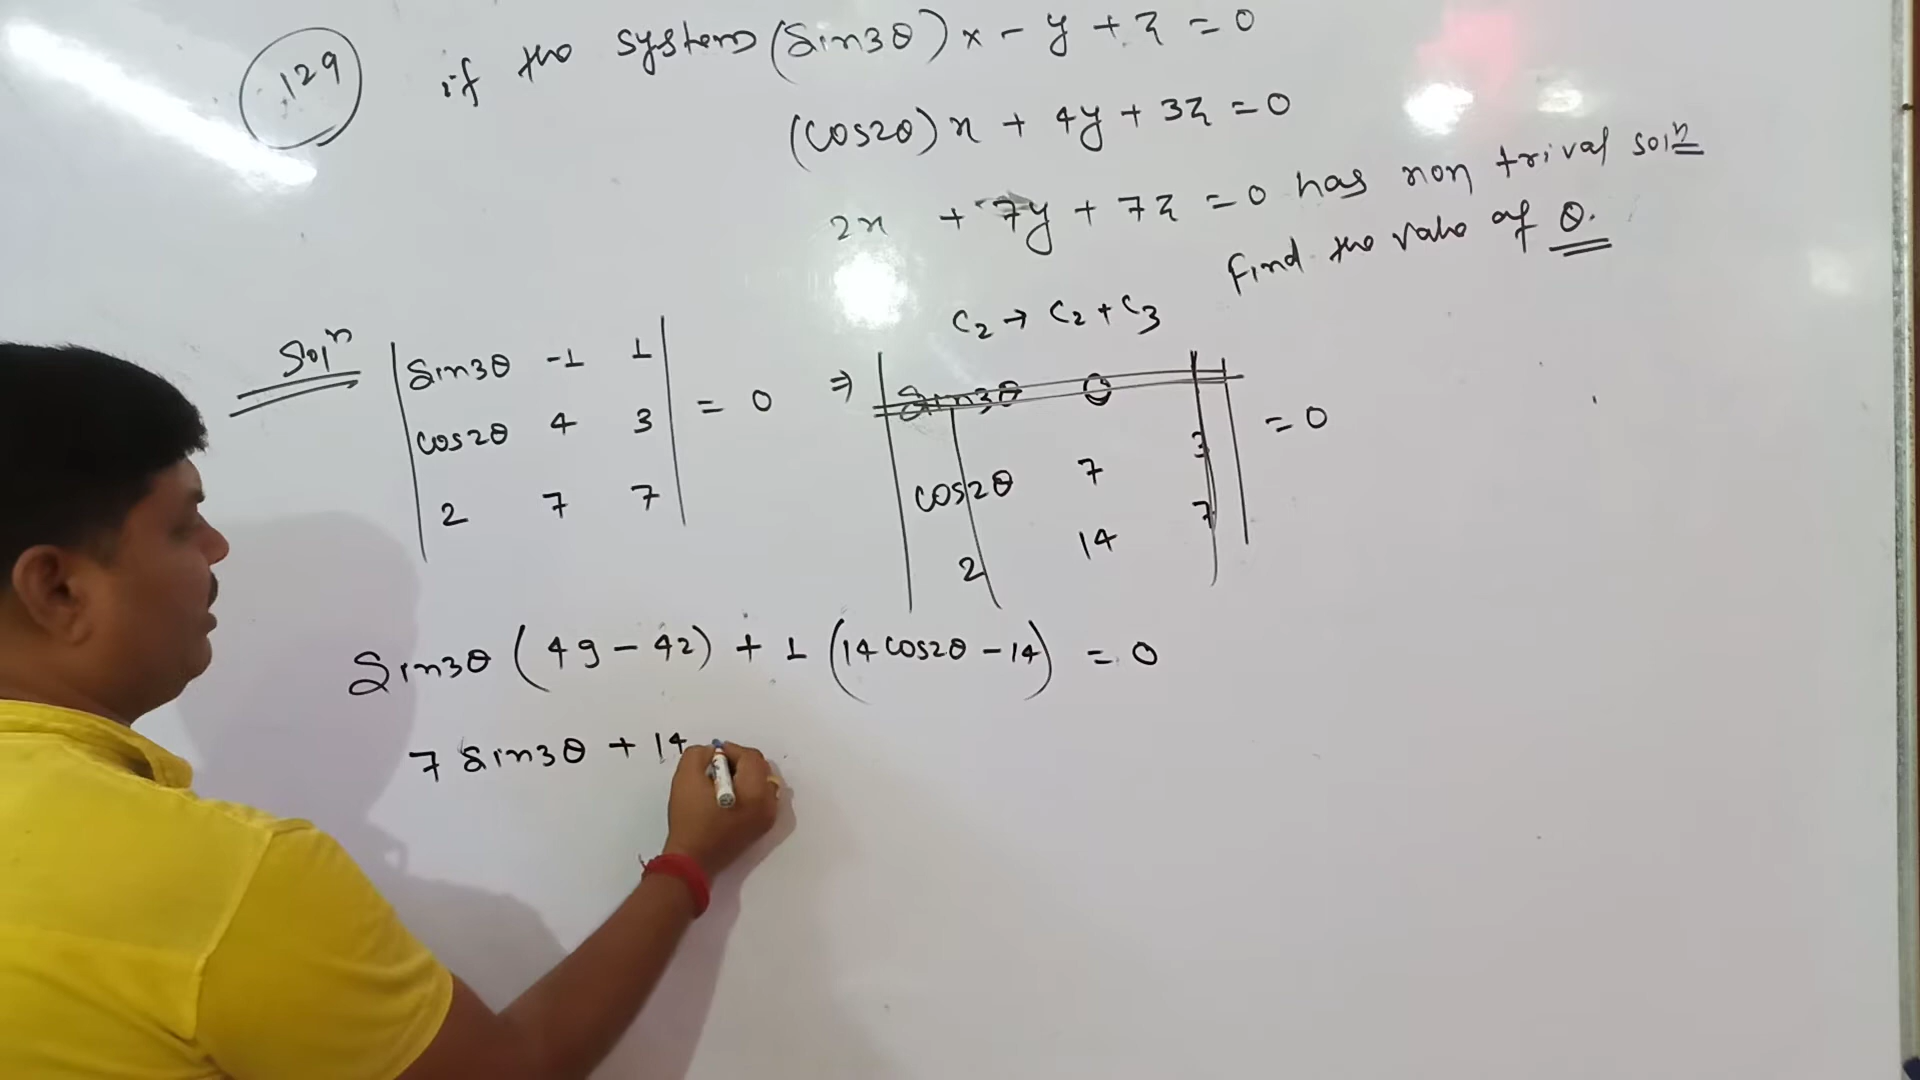 129 if the system (Sin3θ)x - y + z = 0
(cos2θ)x + 4y + 3z = 0
2x + 7y + 7z = 0 has non trival solⁿ
Find the value of θ.
Solⁿ
C₂ → C₂ + C₃
|Sin3θ -1 1| |Sin3θ 0 1|
|cos2θ 4 3| = 0 ⇒ |cos2θ 7 3| = 0
|2 7 7| |2 14 7|
Sin3θ (49 - 42) + 1 (14 cos2θ - 14) = 0
7 Sin3θ + 14